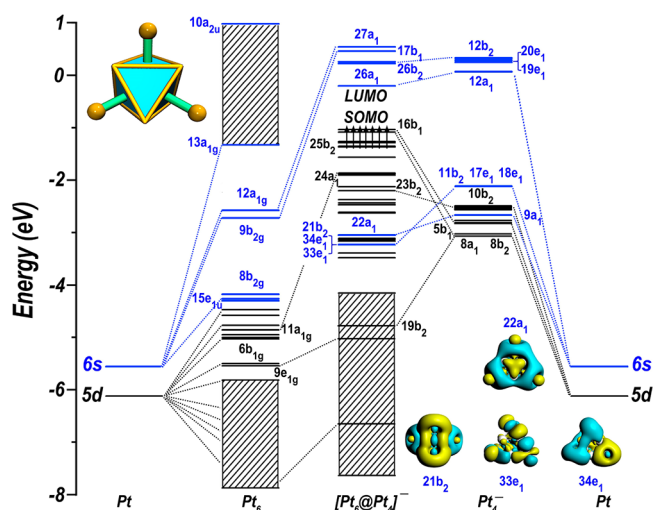 Energy (eV)
1
0
-2
-4
-6
-8
6s
5d
10a2u
13a1g
12a1g
9b2g
8b2g
15e1u
11a1g
6b1g
9e1g
27a1
17b1
26b2
26a1
LUMO
SOMO
16b1
25b2
24a1
23b2
22a1
21b2
34e1
33e1
19b2
12b2
20e1
19e1
12a1
11b2 17e1 18e1
10b2
9a1
5b1
8a1 8b2
22a1
6s
5d
21b2
33e1
34e1
Pt
Pt6
[Pt6@Pt4]−
Pt4−
Pt